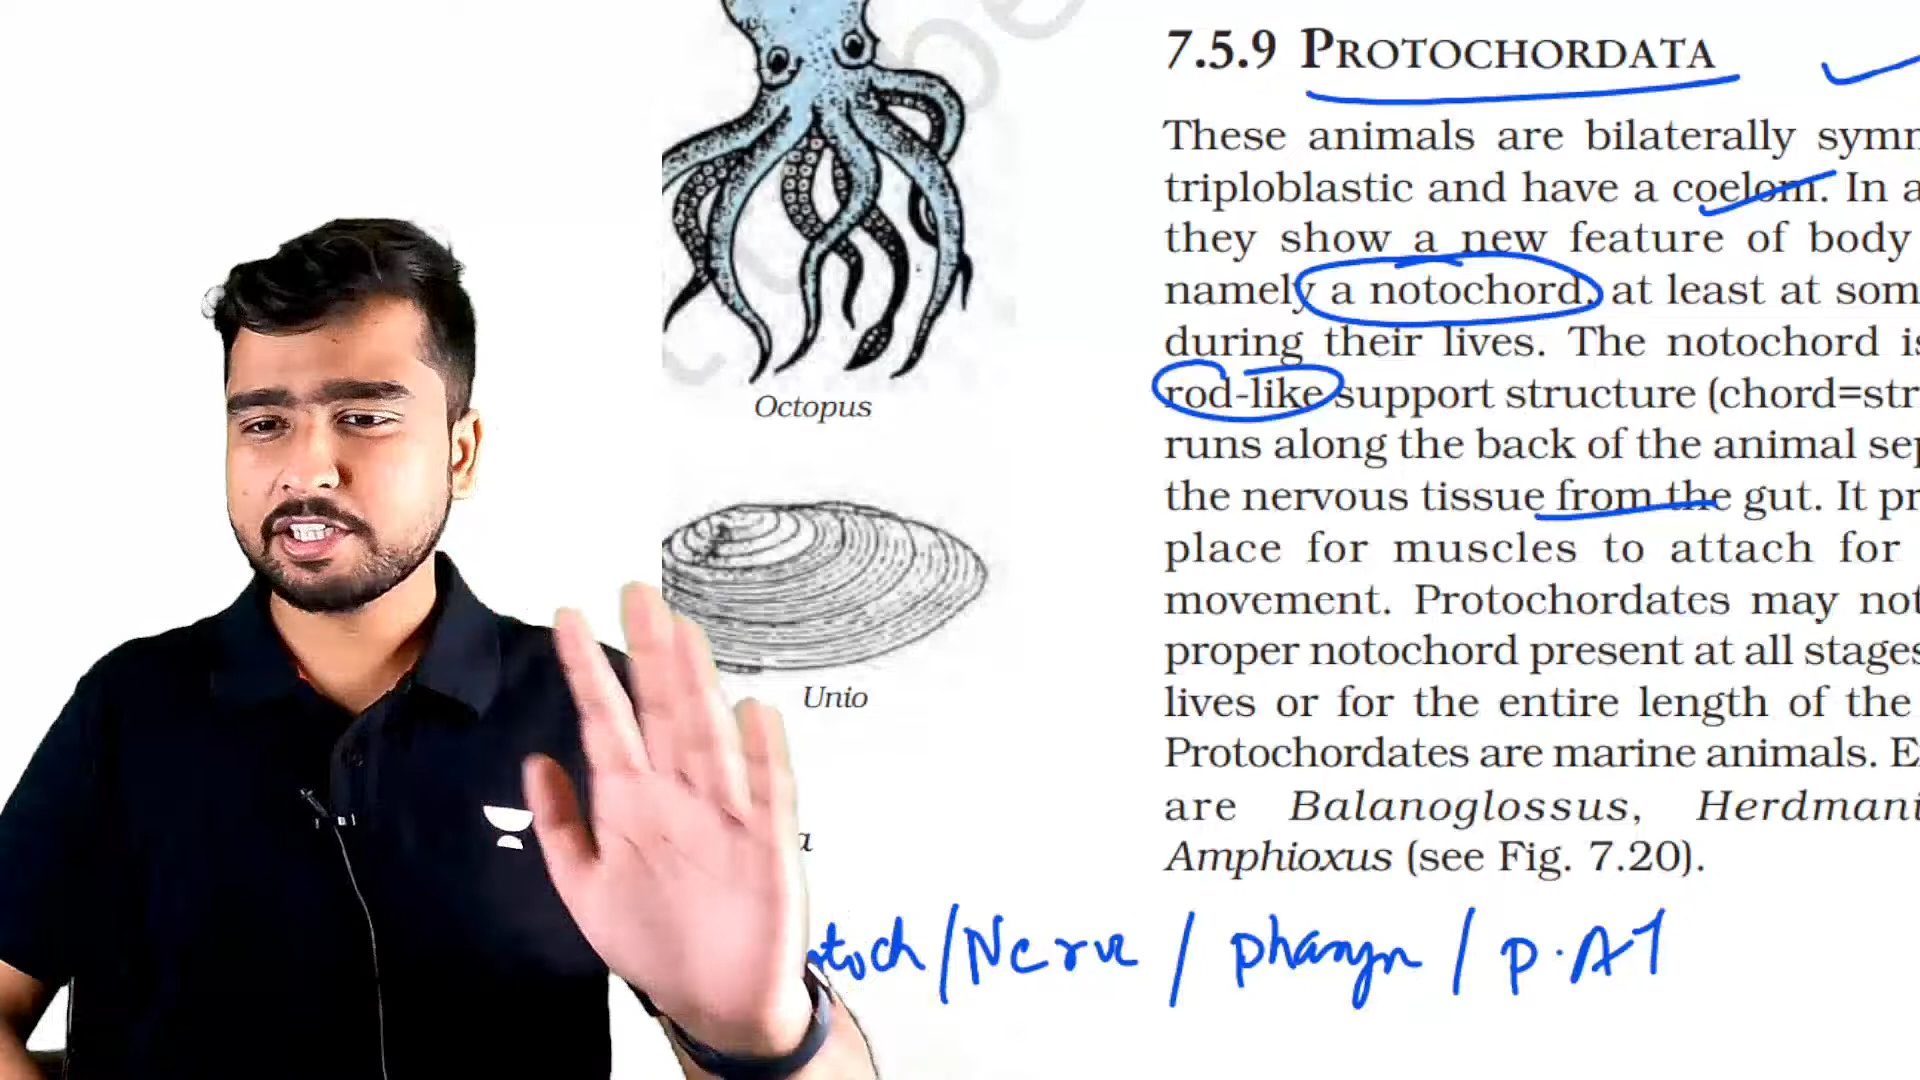 7.5.9 PROTOCHORDATA
These animals are bilaterally symm
triploblastic and have a coelom. In a
they show a new feature of body
namely a notochord, at least at som
during their lives. The notochord is
rod-like support structure (chord=str
runs along the back of the animal sep
the nervous tissue from the gut. It pr
place for muscles to attach for
movement. Protochordates may not
proper notochord present at all stages
lives or for the entire length of the
Protochordates are marine animals. E
are Balanoglossus, Herdmani
Amphioxus (see Fig. 7.20).
Octopus
Unio
a
otoch / Nerve / pharyn / P.AT